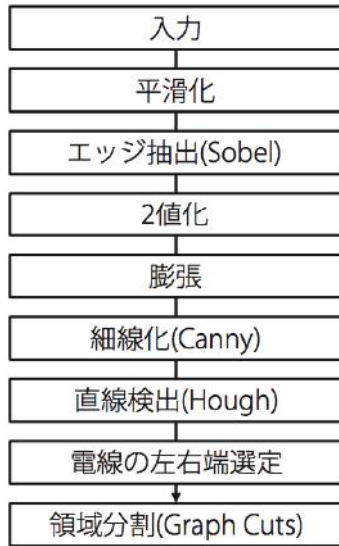 入力
平滑化
エッジ抽出(Sobel)
2値化
膨張
細線化(Canny)
直線検出(Hough)
電線の左右端選定
領域分割(Graph Cuts)